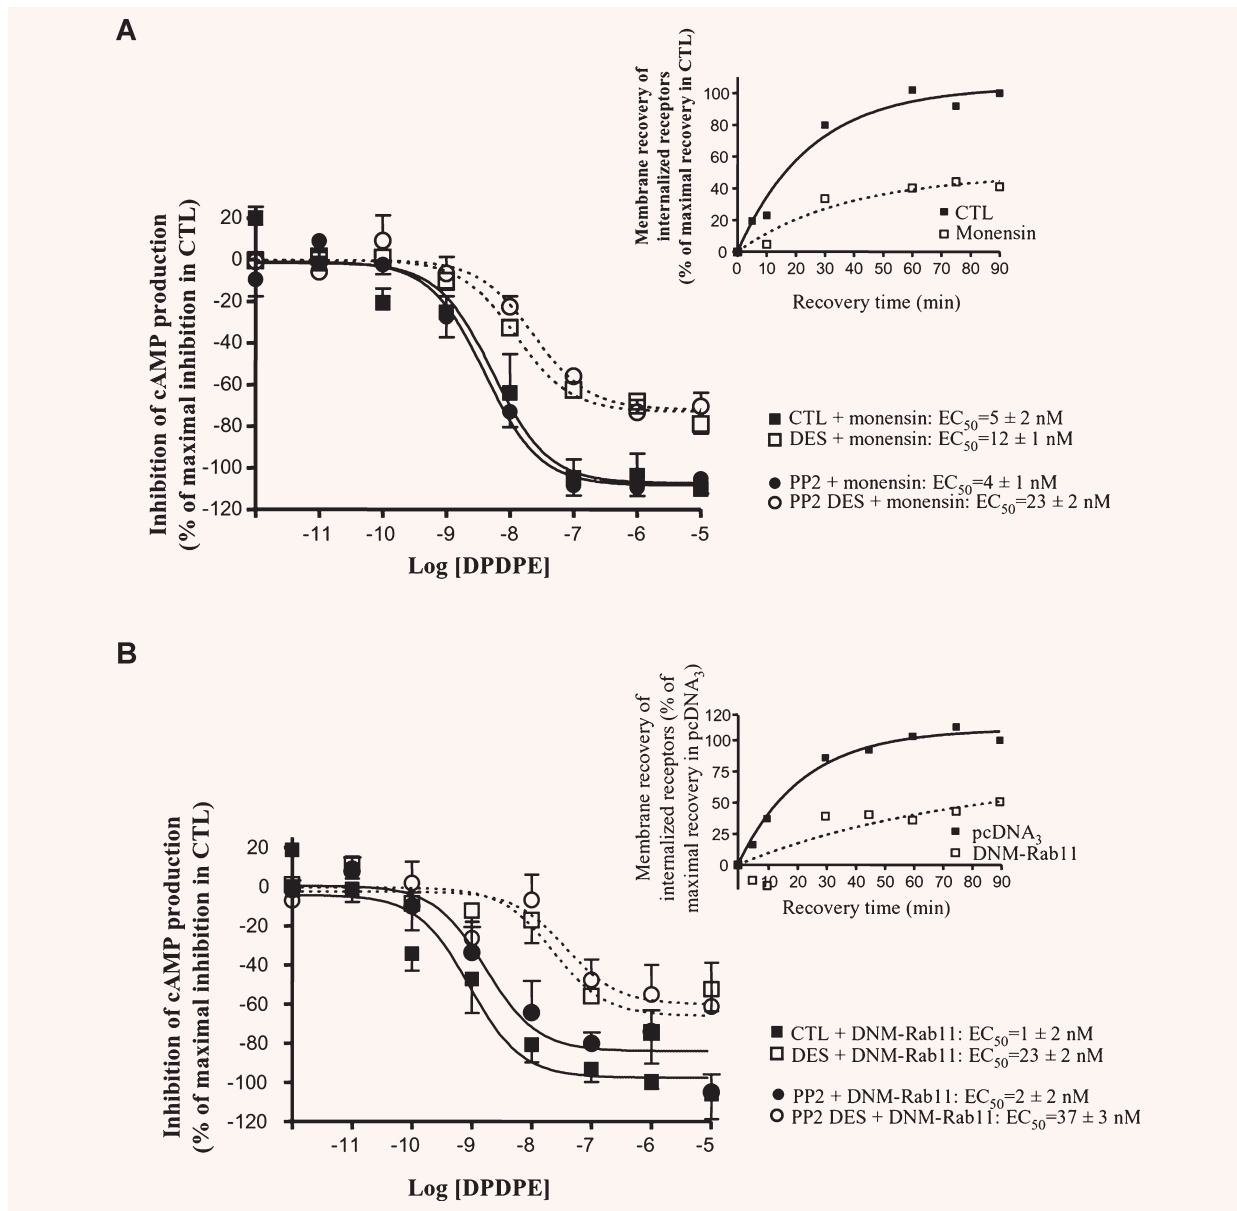 A
Membrane recovery of
internalized receptors
(% of maximal recovery in CTL)
100
80
60
40
20
0
0 10 20 30 40 50 60 70 80 90
Recovery time (min)
CTL
Monensin
Inhibition of cAMP production
(% of maximal inhibition in CTL)
20
0
-20
-40
-60
-80
-100
-120
-11 -10 -9 -8 -7 -6 -5
Log [DPDPE]
CTL + monensin: EC50=5 ± 2 nM
DES + monensin: EC50=12 ± 1 nM
PP2 + monensin: EC50=4 ± 1 nM
PP2 DES + monensin: EC50=23 ± 2 nM
B
Membrane recovery of
internalized receptors (% of
maximal recovery in pcDNA3)
120
100
75
50
25
0
10 20 30 40 50 60 70 80 90
Recovery time (min)
pcDNA3
DNM-Rab11
Inhibition of cAMP production
(% of maximal inhibition in CTL)
20
0
-20
-40
-60
-80
-100
-120
-11 -10 -9 -8 -7 -6 -5
Log [DPDPE]
CTL + DNM-Rab11: EC50=1 ± 2 nM
DES + DNM-Rab11: EC50=23 ± 2 nM
PP2 + DNM-Rab11: EC50=2 ± 2 nM
PP2 DES + DNM-Rab11: EC50=37 ± 3 nM